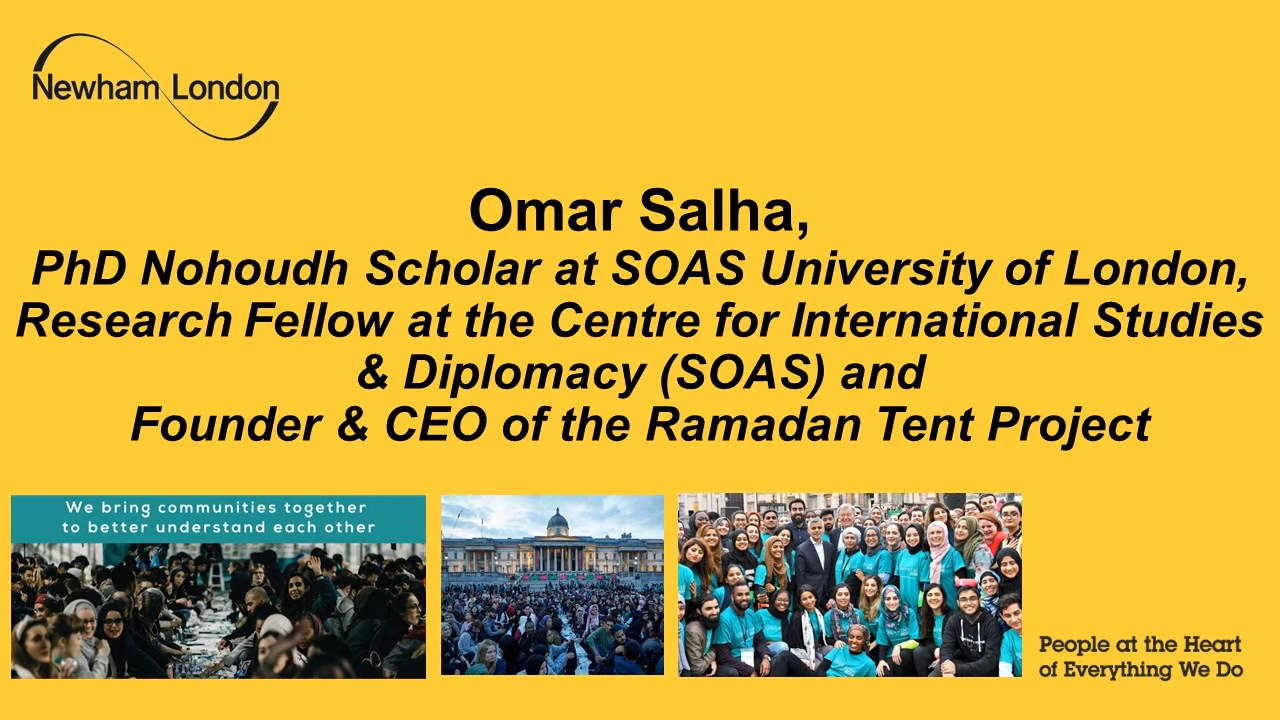 Newham London
Omar Salha,
PhD Nohoudh Scholar at SOAS University of London,
Research Fellow at the Centre for International Studies
& Diplomacy (SOAS) and
Founder & CEO of the Ramadan Tent Project
We bring communities together
to better understand each other
People at the Heart
of Everything We Do